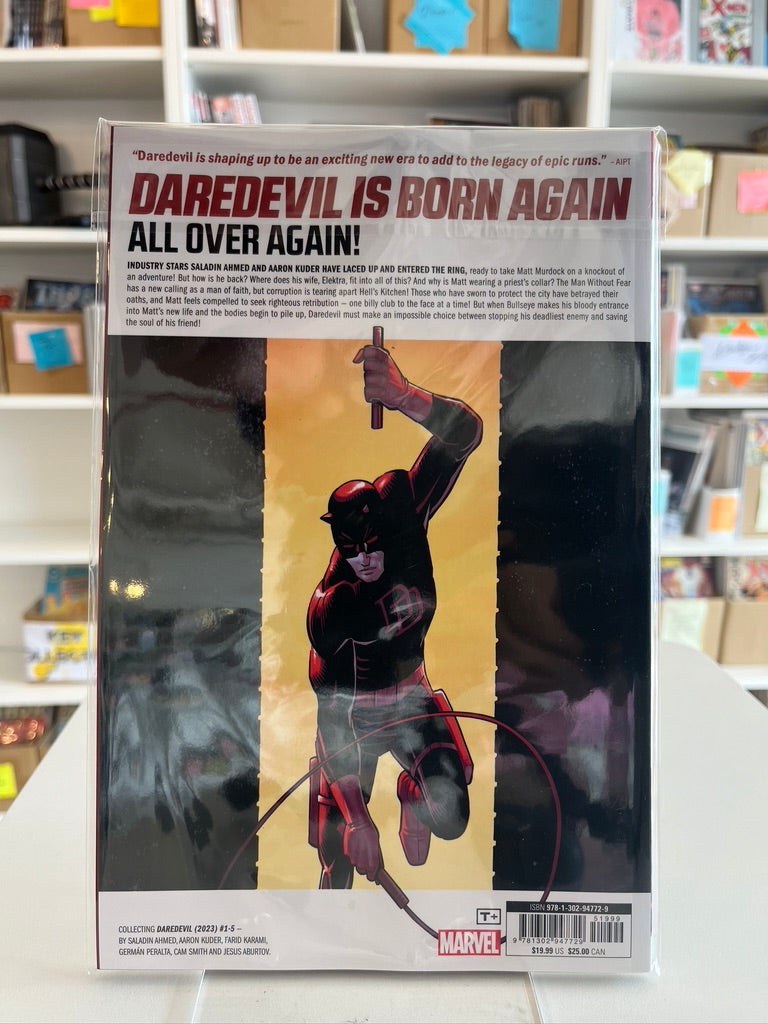 “Daredevil is shaping up to be an exciting new era to add to the legacy of epic runs.” – AIPT
DAREDEVIL IS BORN AGAIN
ALL OVER AGAIN!
INDUSTRY STARS SALADIN AHMED AND AARON KUDER HAVE LACED UP AND ENTERED THE RING, ready to take Matt Murdock on a knockout of
an adventure! But how is he back? Where does his wife, Elektra, fit into all of this? And why is Matt wearing a priest’s collar? The Man Without Fear
has a new calling as a man of faith, but corruption is tearing apart Hell’s Kitchen! Those who have sworn to protect the city have betrayed their
oaths, and Matt feels compelled to seek righteous retribution — one billy club to the face at a time! But when Bullseye makes his bloody entrance
into Matt’s new life and the bodies begin to pile up, Daredevil must make an impossible choice between stopping his deadliest enemy and saving
the soul of his friend!
COLLECTING DAREDEVIL (2023) #1-5 —
BY SALADIN AHMED, AARON KUDER, FARID KARAMI,
GERMÁN PERALTA, CAM SMITH AND JESUS ABURTOV.
T+
MARVEL
ISBN 978-1-302-94772-9
51999
9 781302 947729
$19.99 US $25.00 CAN